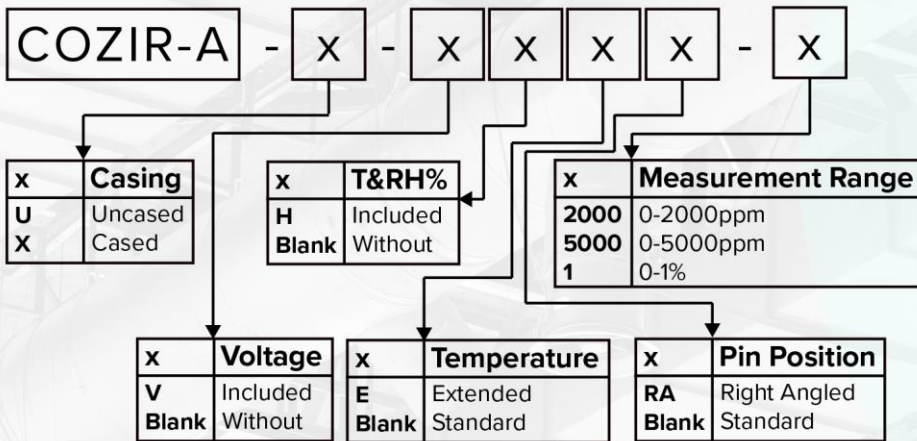 COZIR-A - x - x x x x - x
x Casing
U Uncased
X Cased
x T&RH%
H Included
Blank Without
x Measurement Range
2000 0-2000ppm
5000 0-5000ppm
1 0-1%
x Voltage
V Included
Blank Without
x Temperature
E Extended
Blank Standard
x Pin Position
RA Right Angled
Blank Standard